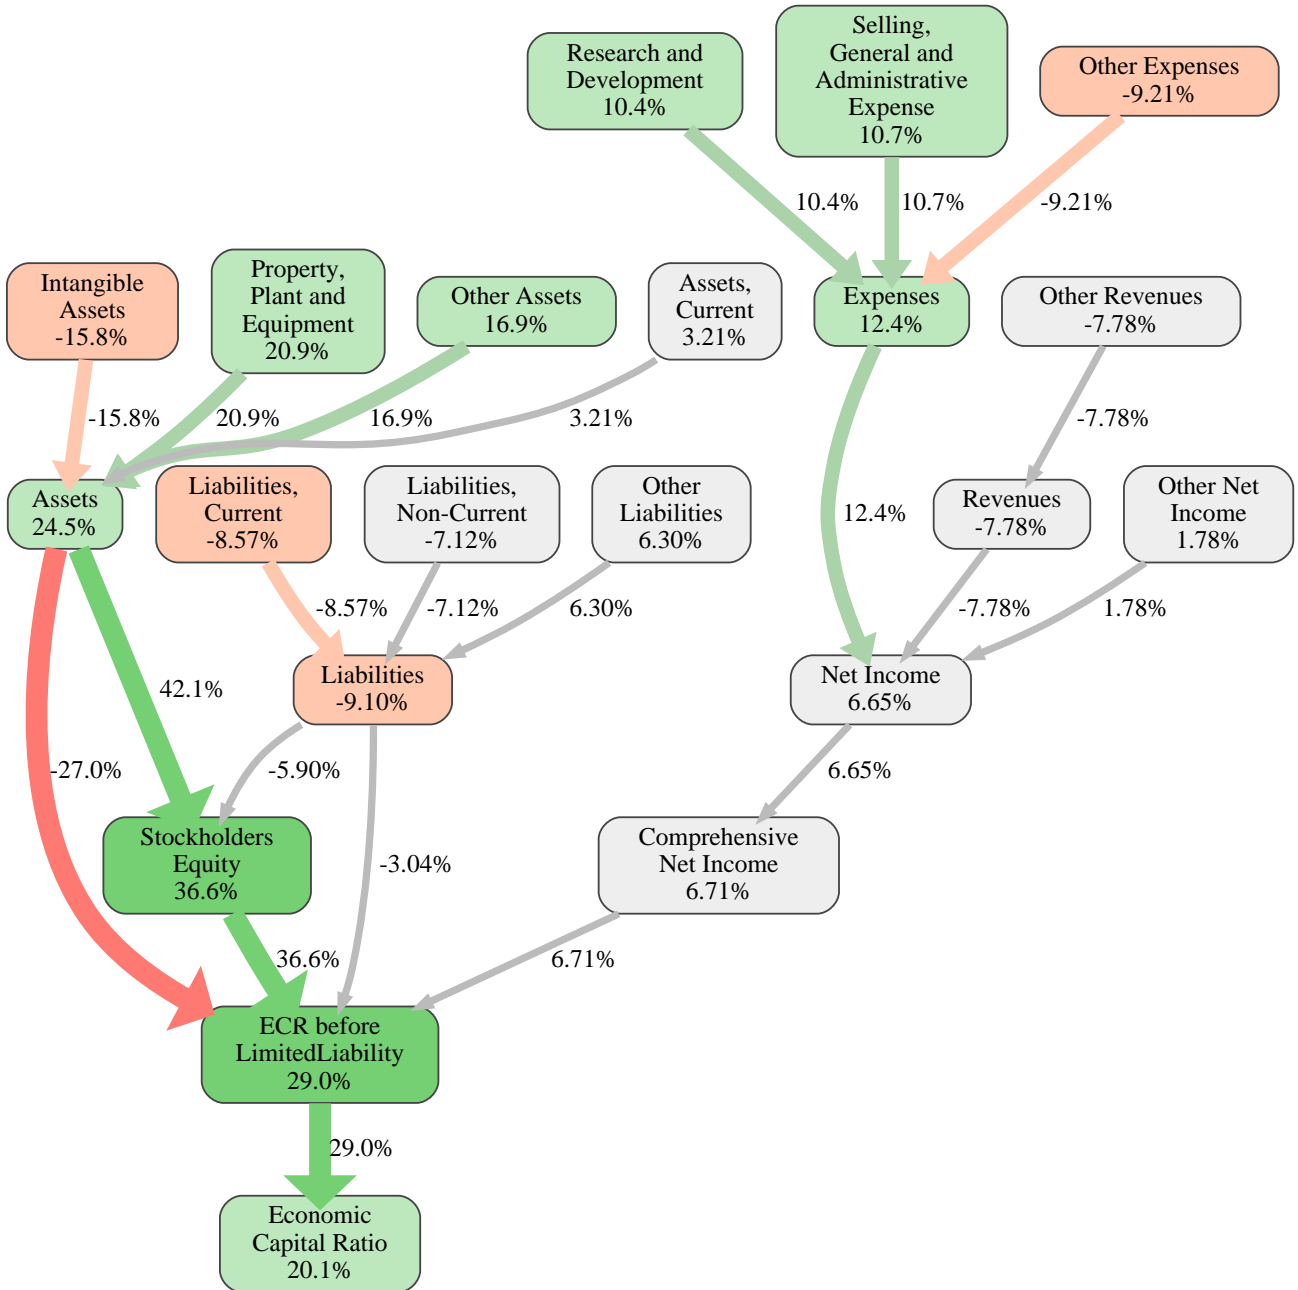 Research and
Development
10.4%
Selling,
General and
Administrative
Expense
10.7%
Other Expenses
-9.21%
10.4%
10.7%
-9.21%
Intangible
Assets
-15.8%
Property,
Plant and
Equipment
20.9%
Other Assets
16.9%
Assets,
Current
3.21%
Expenses
12.4%
Other Revenues
-7.78%
-15.8%
20.9%
16.9%
3.21%
-7.78%
Assets
24.5%
Liabilities,
Current
-8.57%
Liabilities,
Non-Current
-7.12%
Other
Liabilities
6.30%
12.4%
Revenues
-7.78%
Other Net
Income
1.78%
-8.57%
-7.12%
6.30%
-7.78%
1.78%
42.1%
Liabilities
-9.10%
Net Income
6.65%
-27.0%
-5.90%
6.65%
Stockholders
Equity
36.6%
-3.04%
Comprehensive
Net Income
6.71%
36.6%
6.71%
ECR before
LimitedLiability
29.0%
29.0%
Economic
Capital Ratio
20.1%